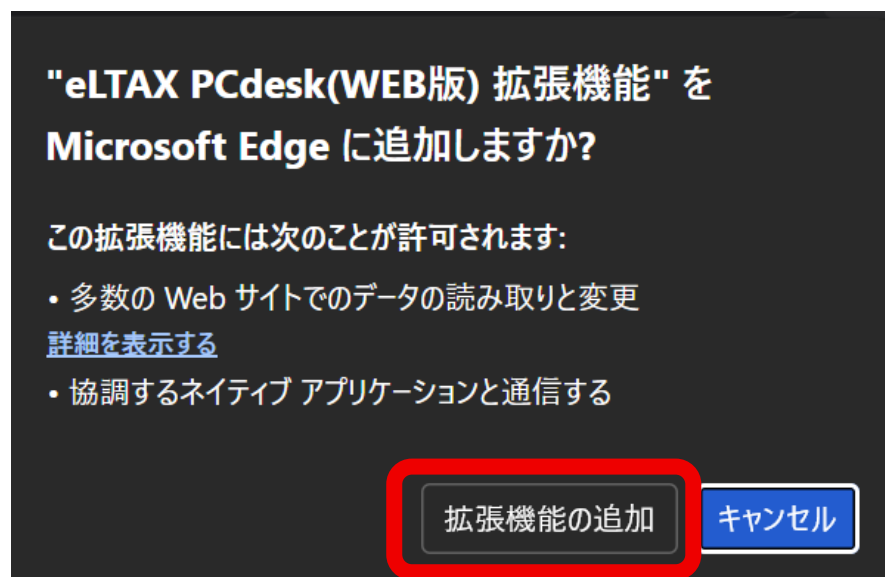 "eLTAX PCdesk(WEB版) 拡張機能" を
Microsoft Edge に追加しますか?
この拡張機能には次のことが許可されます:
• 多数の Web サイトでのデータの読み取りと変更
詳細を表示する
• 協調するネイティブ アプリケーションと通信する
拡張機能の追加
キャンセル